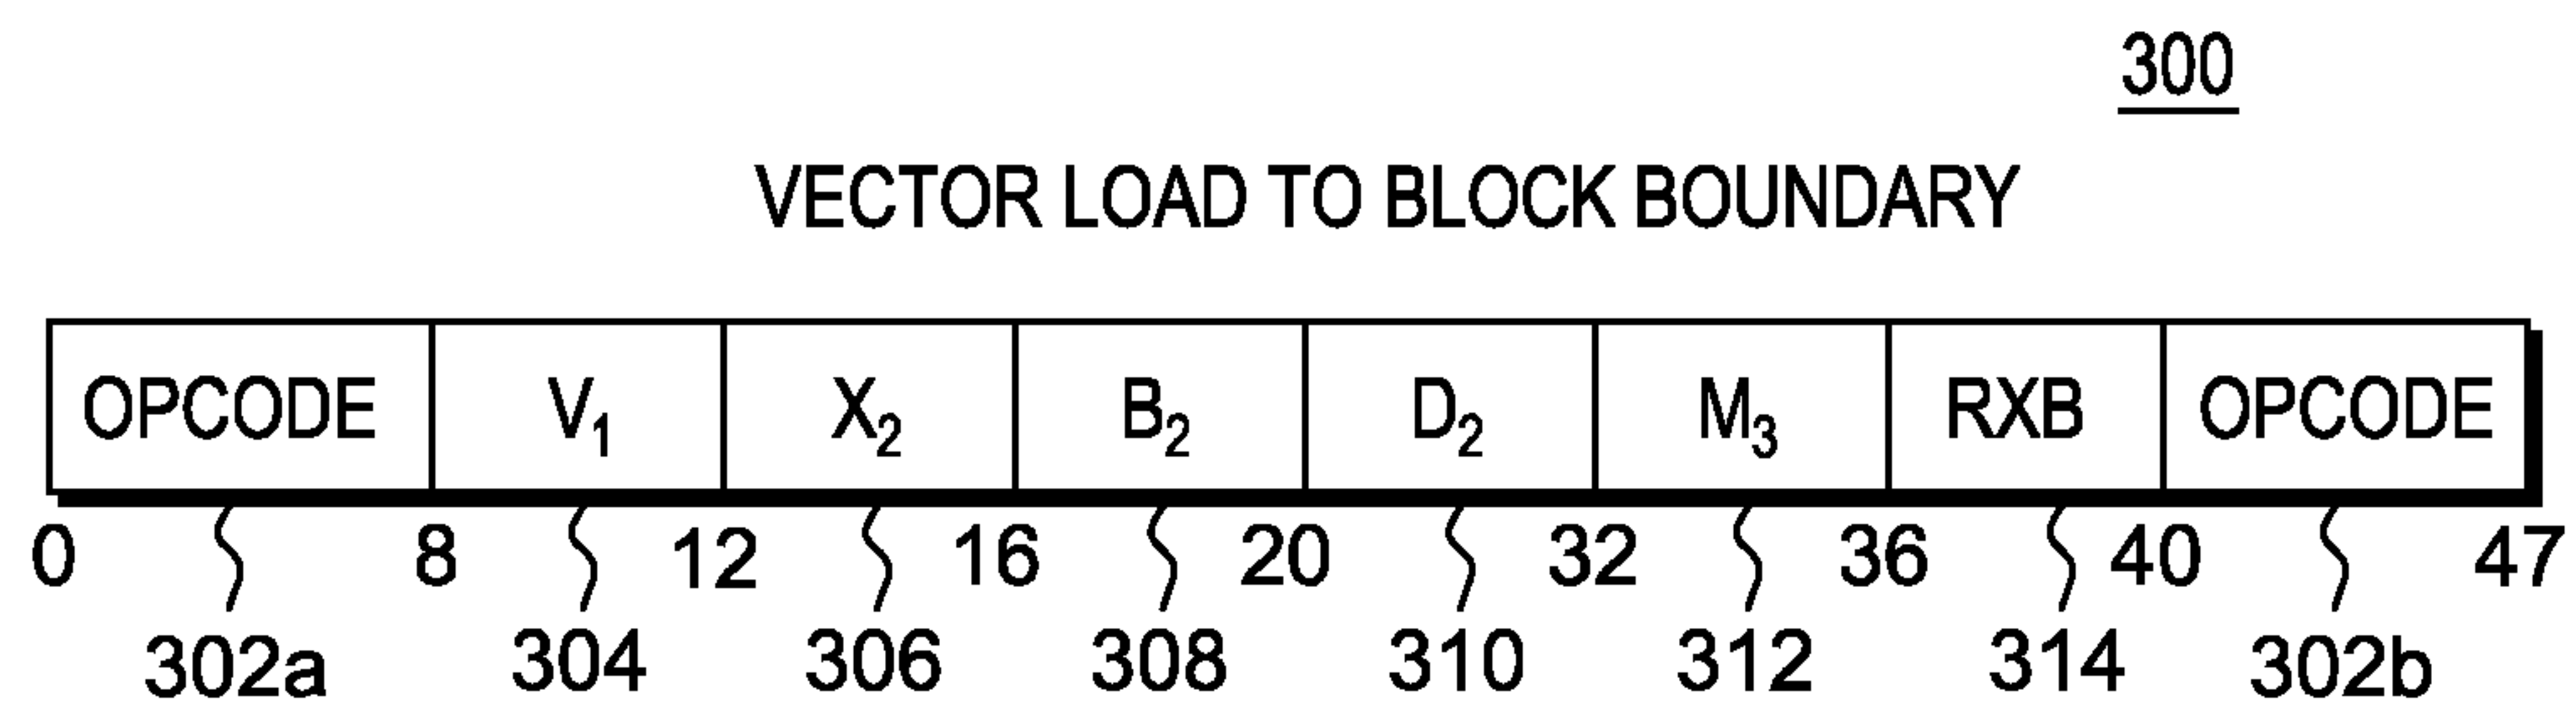 300
VECTOR LOAD TO BLOCK BOUNDARY
OPCODE V₁ X₂ B₂ D₂ M₃ RXB OPCODE
0 8 12 16 20 32 36 40 47
302a 304 306 308 310 312 314 302b